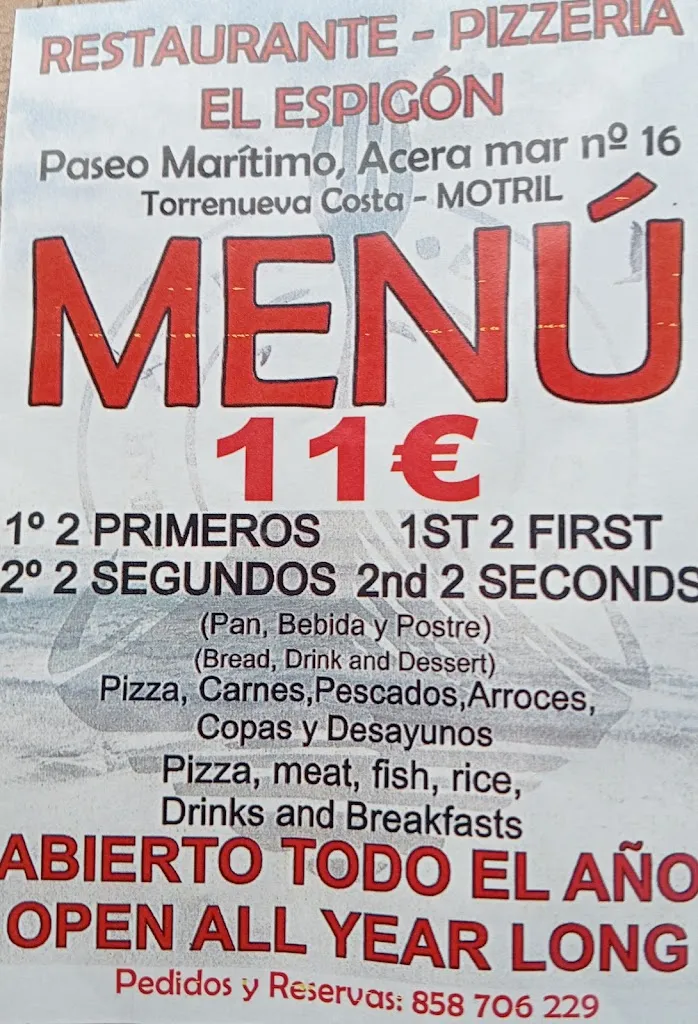 RESTAURANTE - PIZZERÍA
EL ESPIGÓN
Paseo Marítimo, Acera mar nº 16
Torrenueva Costa - MOTRIL
MENÚ
11€
1º 2 PRIMEROS 1ST 2 FIRST
2º 2 SEGUNDOS 2nd 2 SECONDS
(Pan, Bebida y Postre)
(Bread, Drink and Dessert)
Pizza, Carnes,Pescados,Arroces,
Copas y Desayunos
Pizza, meat, fish, rice,
Drinks and Breakfasts
ABIERTO TODO EL AÑO
OPEN ALL YEAR LONG
Pedidos y Reservas: 858 706 229